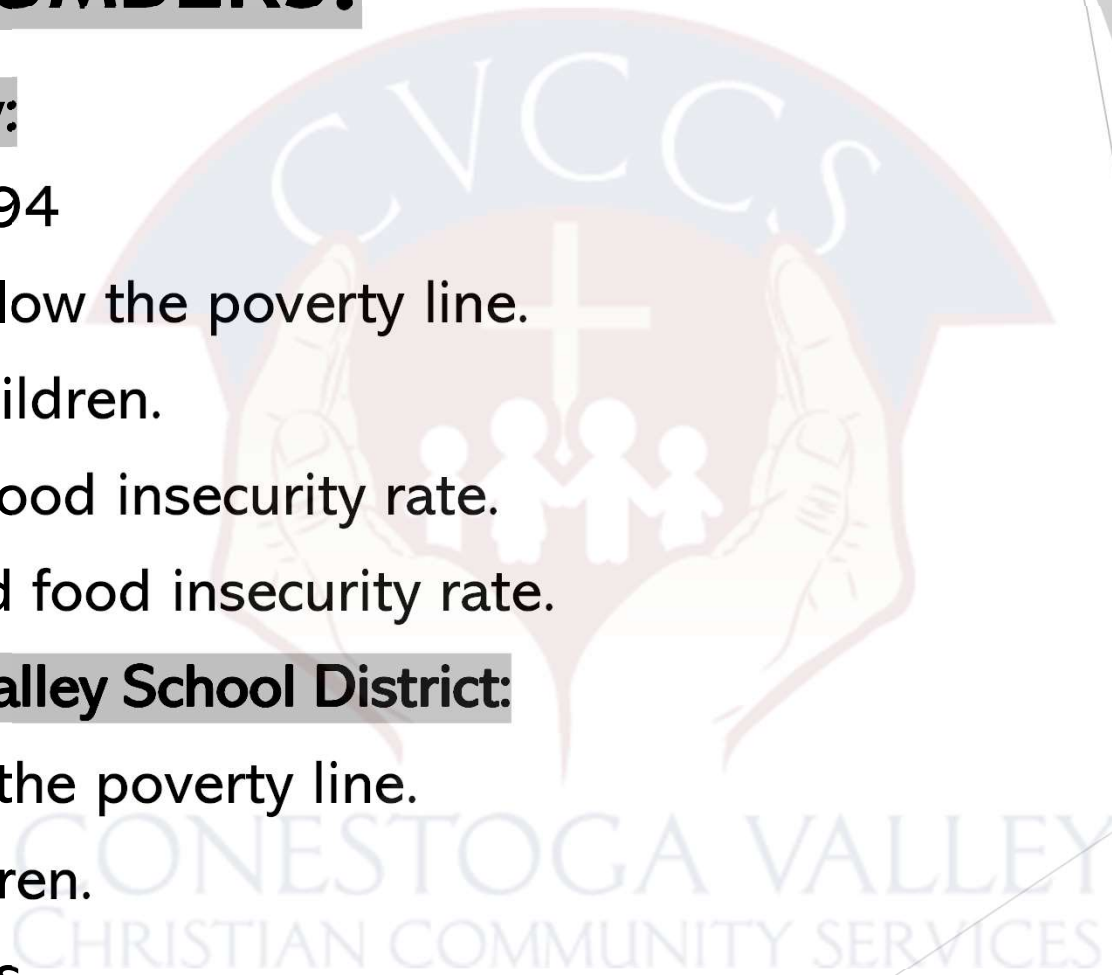 UMBERS:
y:
94
low the poverty line.
ildren.
ood insecurity rate.
d food insecurity rate.
alley School District:
the poverty line.
ren.
s
CVCCS
CONESTOGA VALLEY
CHRISTIAN COMMUNITY SERVICES